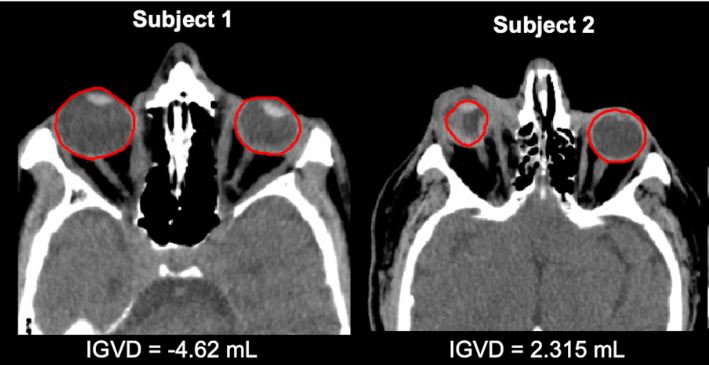 Subject 1
Subject 2
IGVD = -4.62 mL
IGVD = 2.315 mL